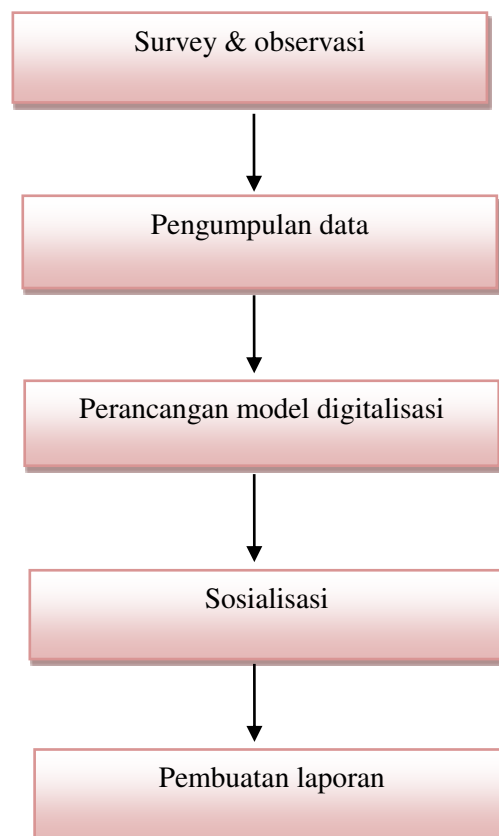 Survey & observasi
Pengumpulan data
Perancangan model digitalisasi
Sosialisasi
Pembuatan laporan